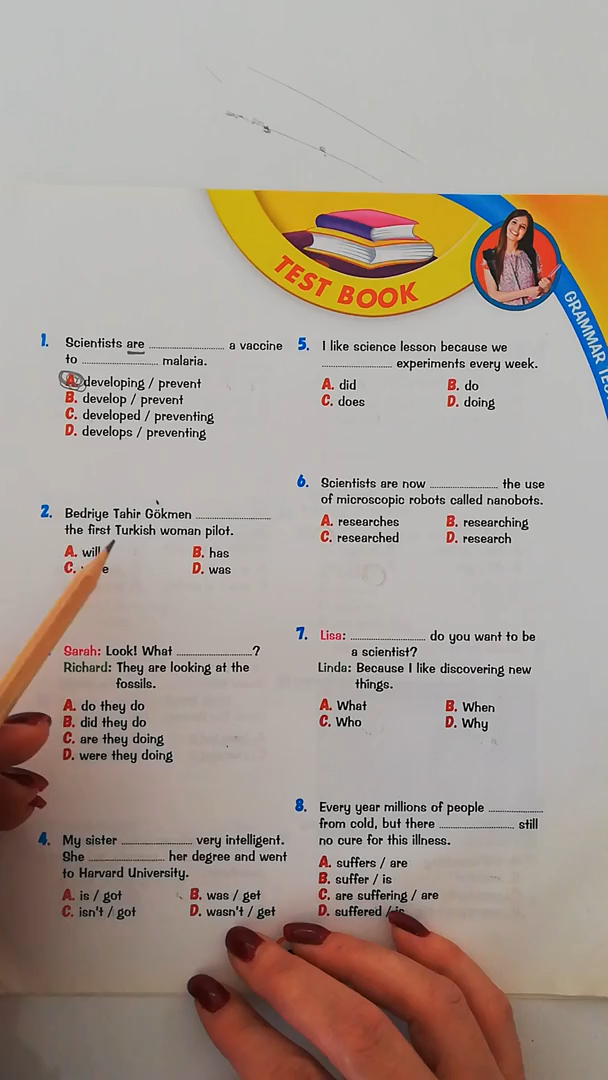 TEST BOOK
GRAMMAR
1. Scientists are ........................ a vaccine
to ........................ malaria.
A. developing / prevent
B. develop / prevent
C. developed / preventing
D. develops / preventing
2. Bedriye Tahir Gökmen ........................
the first Turkish woman pilot.
A. will
B. has
C.
D. was
Sarah: Look! What ........................?
Richard: They are looking at the
fossils.
A. do they do
B. did they do
C. are they doing
D. were they doing
4. My sister ........................ very intelligent.
She ........................ her degree and went
to Harvard University.
A. is / got
B. was / get
C. isn't / got
D. wasn't / get
5. I like science lesson because we
........................ experiments every week.
A. did
B. do
C. does
D. doing
6. Scientists are now ........................ the use
of microscopic robots called nanobots.
A. researches
B. researching
C. researched
D. research
7. Lisa: ........................ do you want to be
a scientist?
Linda: Because I like discovering new
things.
A. What
B. When
C. Who
D. Why
8. Every year millions of people ........................
from cold, but there ........................ still
no cure for this illness.
A. suffers / are
B. suffer / is
C. are suffering / are
D. suffered / is